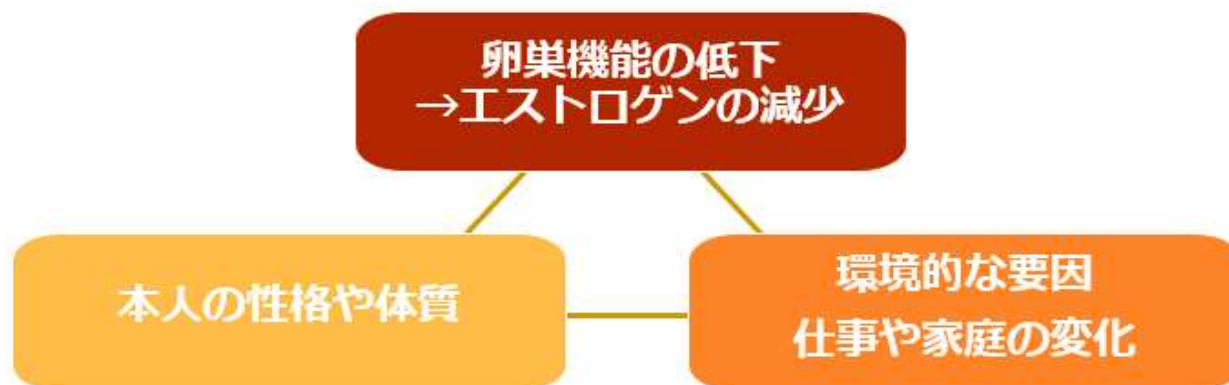 卵巣機能の低下
→エストロゲンの減少
本人の性格や体質
環境的な要因
仕事や家庭の変化